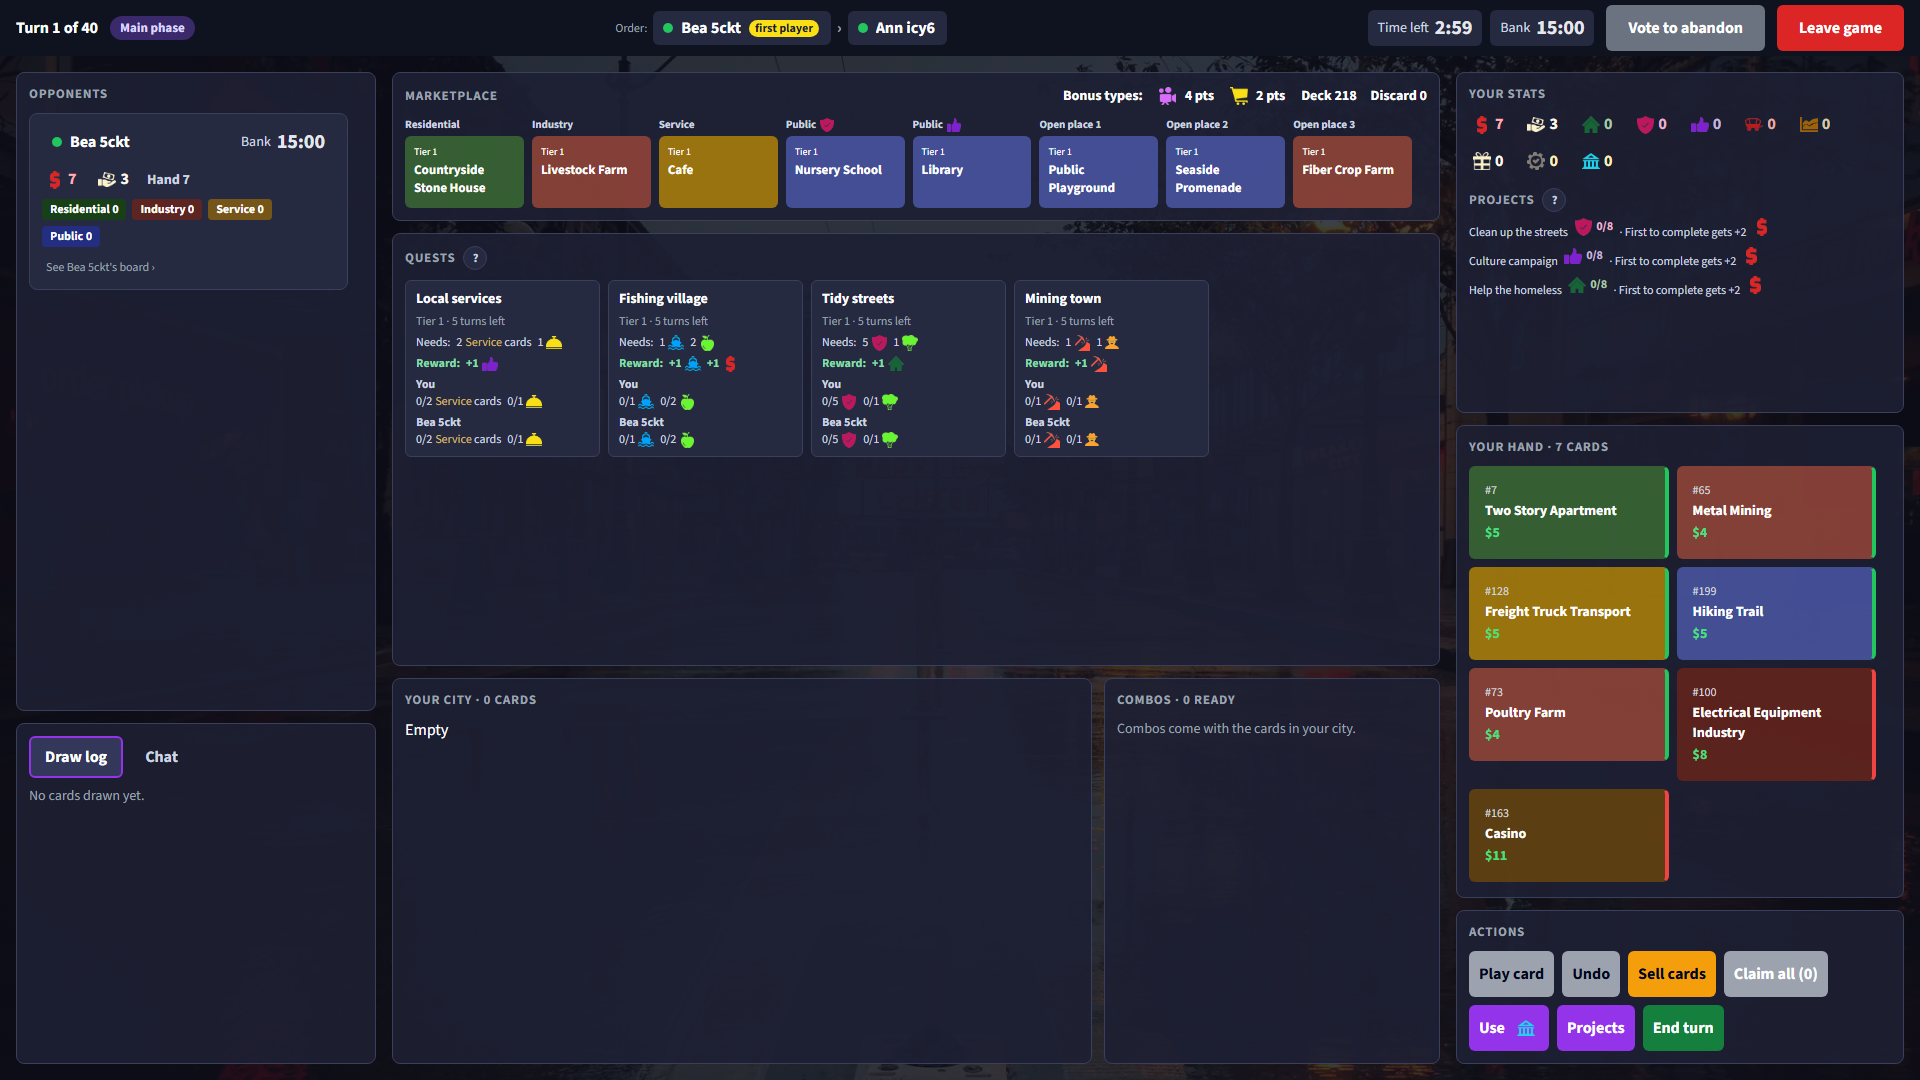 Turn 1 of 40 Main phase
Order: Bea 5ckt first player › Ann icy6
Time left 2:59 Bank 15:00 Vote to abandon Leave game
OPPONENTS
Bea 5ckt Bank 15:00
7 3 Hand 7
Residential 0 Industry 0 Service 0
Public 0
See Bea 5ckt's board ›
Draw log Chat
No cards drawn yet.
MARKETPLACE
Bonus types: 4 pts 2 pts Deck 218 Discard 0
Residential Industry Service Public Public Open place 1 Open place 2 Open place 3
Tier 1
Countryside
Stone House
Tier 1
Livestock Farm
Tier 1
Cafe
Tier 1
Nursery School
Tier 1
Library
Tier 1
Public
Playground
Tier 1
Seaside
Promenade
Tier 1
Fiber Crop Farm
QUESTS ?
Local services
Tier 1 · 5 turns left
Needs: 2 Service cards 1
Reward: +1
You
0/2 Service cards 0/1
Bea 5ckt
0/2 Service cards 0/1
Fishing village
Tier 1 · 5 turns left
Needs: 1 2
Reward: +1 +1
You
0/1 0/2
Bea 5ckt
0/1 0/2
Tidy streets
Tier 1 · 5 turns left
Needs: 5 1
Reward: +1
You
0/5 0/1
Bea 5ckt
0/5 0/1
Mining town
Tier 1 · 5 turns left
Needs: 1 1
Reward: +1
You
0/1 0/1
Bea 5ckt
0/1 0/1
YOUR CITY · 0 CARDS
Empty
COMBOS · 0 READY
Combos come with the cards in your city.
YOUR STATS
7 3 0 0 0 0 0
0 0 0
PROJECTS ?
Clean up the streets 0/8 · First to complete gets +2
Culture campaign 0/8 · First to complete gets +2
Help the homeless 0/8 · First to complete gets +2
YOUR HAND · 7 CARDS
#7
Two Story Apartment
$5
#65
Metal Mining
$4
#128
Freight Truck Transport
$5
#199
Hiking Trail
$5
#73
Poultry Farm
$4
#100
Electrical Equipment
Industry
$8
#163
Casino
$11
ACTIONS
Play card Undo Sell cards Claim all (0)
Use Projects End turn